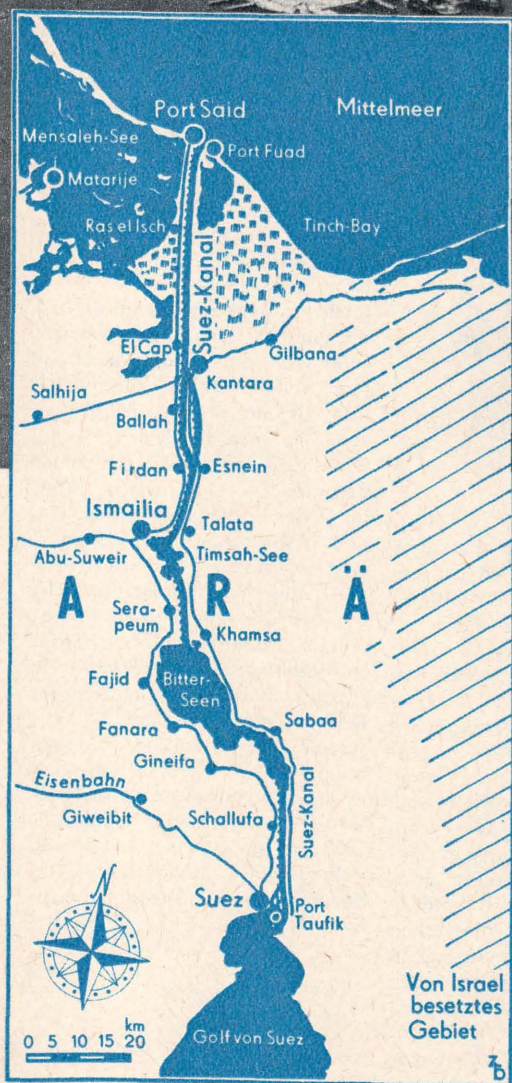 Port Said
Mittelmeer
Mensaleh-See
Port Fuad
Matarije
Ras el Isch
Tinch-Bay
Suez-Kanal
El Cap
Gilbana
Kantara
Salhija
Ballah
Firdan
Esnein
Ismailia
Talata
Abu-Suweir
Timsah-See
A R Ä
Sera-
peum
Khamsa
Fajid
Bitter-
Seen
Fanara
Sabaa
Gineifa
Eisenbahn
Giweibit
Schallufa
Suez-Kanal
Suez
Port
Taufik
N
Von Israel
besetztes
Gebiet
km
0 5 10 15 20
Golf von Suez